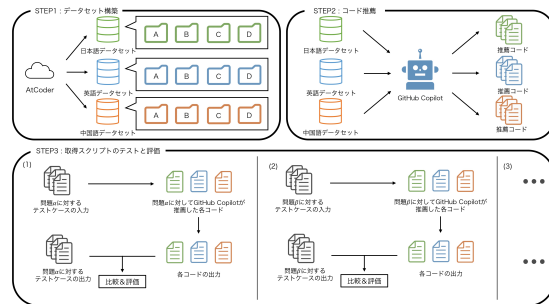 STEP1:データセット構築
日本語データセット
A B C D
AtCoder
英語データセット
A B C D
中国語データセット
A B C D
STEP2:コード推薦
日本語データセット
英語データセット
中国語データセット
GitHub Copilot
推薦コード
推薦コード
推薦コード
STEP3:取得スクリプトのテストと評価
(1)
問題αに対する
テストケースの入力
問題αに対してGitHub Copilotが
推薦した各コード
問題αに対する
テストケースの出力
各コードの出力
比較&評価
(2)
問題βに対する
テストケースの入力
問題βに対してGitHub Copilotが
推薦した各コード
問題βに対する
テストケースの出力
各コードの出力
比較&評価
(3)